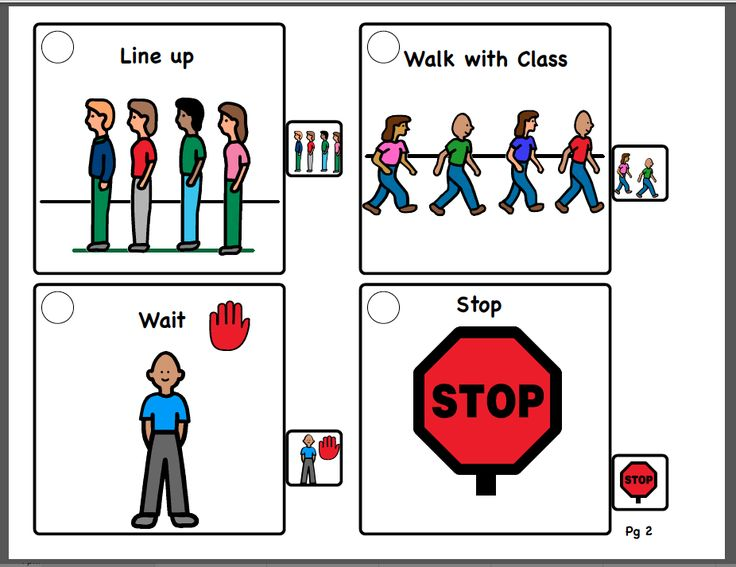 Line up
Walk with Class
Wait
Stop
STOP
STOP
Pg 2